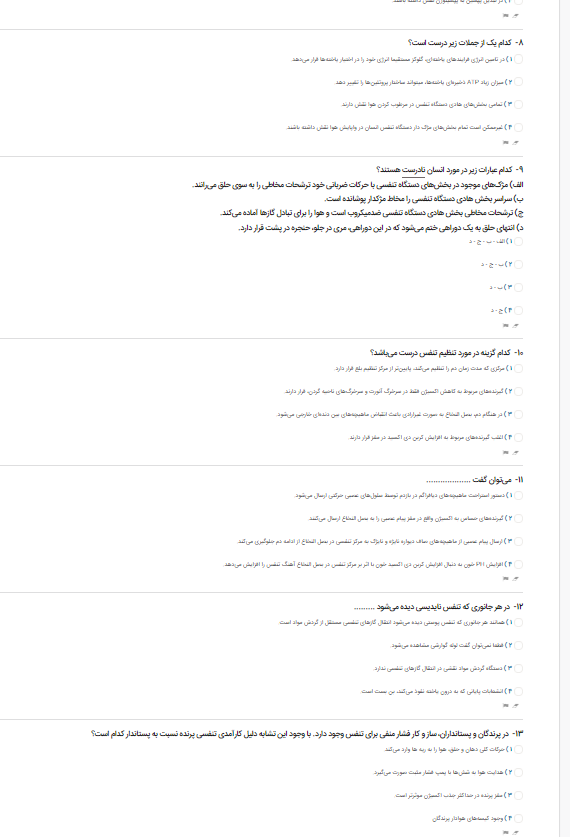 ۸- کدام یک از جملات زیر درست است؟
۱) در تامین انرژی فرایندهای یاخته‌ای، گلوکز مستقیما انرژی خود را در اختیار یاخته‌ها قرار می‌دهد.
۲) میزان زیاد ATP ذخیره‌ای یاخته‌ها، میتواند ساختار پروتئین‌ها را تغییر دهد.
۳) تمامی بخش‌های هادی دستگاه تنفس در مرطوب کردن هوا نقش دارند.
۴) غیرممکن است تمام بخش‌های مژک دار دستگاه تنفس انسان در پاپایش هوا نقش داشته باشند.
۹- کدام عبارات زیر در مورد انسان نادرست هستند؟
الف) مژک‌های موجود در بخش‌های دستگاه تنفسی با حرکات ضربانی خود ترشحات مخاطی را به سوی حلق می‌رانند.
ب) سراسر بخش هادی دستگاه تنفسی را مخاط مژکدار پوشانده است.
ج) ترشحات مخاطی بخش هادی دستگاه تنفسی ضدمیکروب است و هوا را برای تبادل گازها آماده می‌کند.
د) انتهای حلق به یک دوراهی ختم می‌شود که در این دوراهی، مری در جلو، حنجره در پشت قرار دارد.
۱) الف - ب - ج - د
۲) ب - ج - د
۳) ب - د
۴) ج - د
۱۰- کدام گزینه در مورد تنظیم تنفس درست می‌باشد؟
۱) مرکزی که مدت زمان دم را تنظیم می‌کند، پایین‌تر از مرکز تنظیم بلع قرار دارد.
۲) گیرنده‌های مربوط به کاهش اکسیژن فقط در سرخرگ آئورت و سرخرگ‌های ناحیه گردن، قرار دارند.
۳) در هنگام دم، بصل النخاع به صورت غیرارادی باعث انقباض ماهیچه‌های بین دنده‌ای خارجی می‌شود.
۴) اغلب گیرنده‌های مربوط به افزایش کربن دی اکسید در مغز قرار دارند.
۱۱- می‌توان گفت ...................
۱) دستور استراحت ماهیچه‌های دیافراگم در بازدم توسط سلول‌های عصبی حرکتی ارسال می‌شود.
۲) گیرنده‌های حساس به اکسیژن واقع در مغز پیام عصبی را به بصل النخاع ارسال می‌کنند.
۳) ارسال پیام عصبی از ماهیچه‌های صاف دیواره نایژه و نایژک به مرکز تنفسی در بصل النخاع از ادامه دم جلوگیری می‌کند.
۴) افزایش PH خون به دنبال افزایش کربن دی اکسید خون با اثر بر مرکز تنفس در بصل النخاع آهنگ تنفس را افزایش می‌دهد.
۱۲- در هر جانوری که تنفس نایدیسی دیده می‌شود .........
۱) همانند هر جانوری که تنفس پوستی دیده می‌شود انتقال گازهای تنفسی مستقل از گردش مواد است.
۲) قطعا نمی‌توان گفت لوله گوارشی مشاهده می‌شود.
۳) دستگاه گردش مواد نقشی در انتقال گازهای تنفسی ندارد.
۴) انشعابات پایانی که به درون یاخته نفوذ می‌کند، بن بست است.
۱۳- در پرندگان و پستانداران، ساز و کار فشار منفی برای تنفس وجود دارد. با وجود این تشابه دلیل کارآمدی تنفسی پرنده نسبت به پستاندار کدام است؟
۱) حرکات کلی دهان و حلق، هوا را به ریه ها وارد می‌کند.
۲) هدایت هوا به شش‌ها با پمپ فشار مثبت صورت می‌گیرد.
۳) مغز پرنده در حداکثر جذب اکسیژن موثرتر است.
۴) وجود کیسه‌های هوادار پرندگان